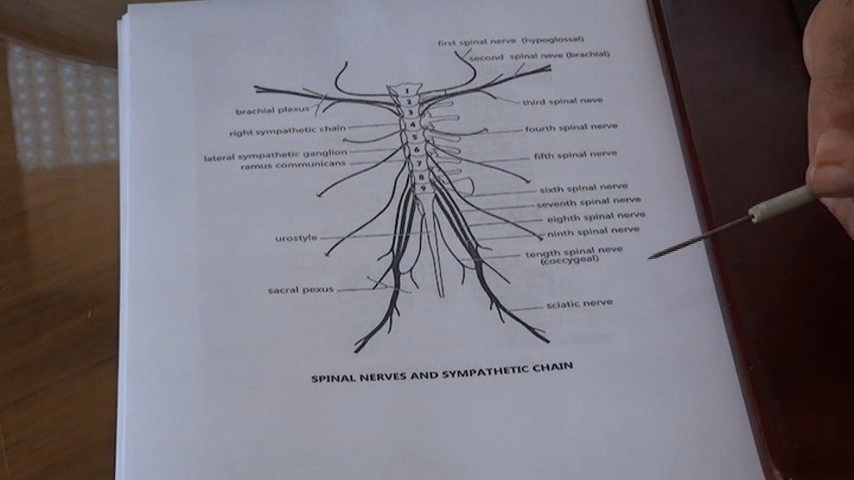 first spinal nerve (hypoglossal)
second spinal neve (brachial)
brachial plexus
third spinal neve
right sympathetic chain
fourth spinal nerve
lateral sympathetic ganglion
ramus communicans
fifth spinal nerve
sixth spinal nerve
seventh spinal nerve
eighth spinal nerve
ninth spinal nerve
urostyle
tength spinal neve
(coccygeal)
sacral pexus
sciatic nerve
1
2
3
4
5
6
8
9
SPINAL NERVES AND SYMPATHETIC CHAIN